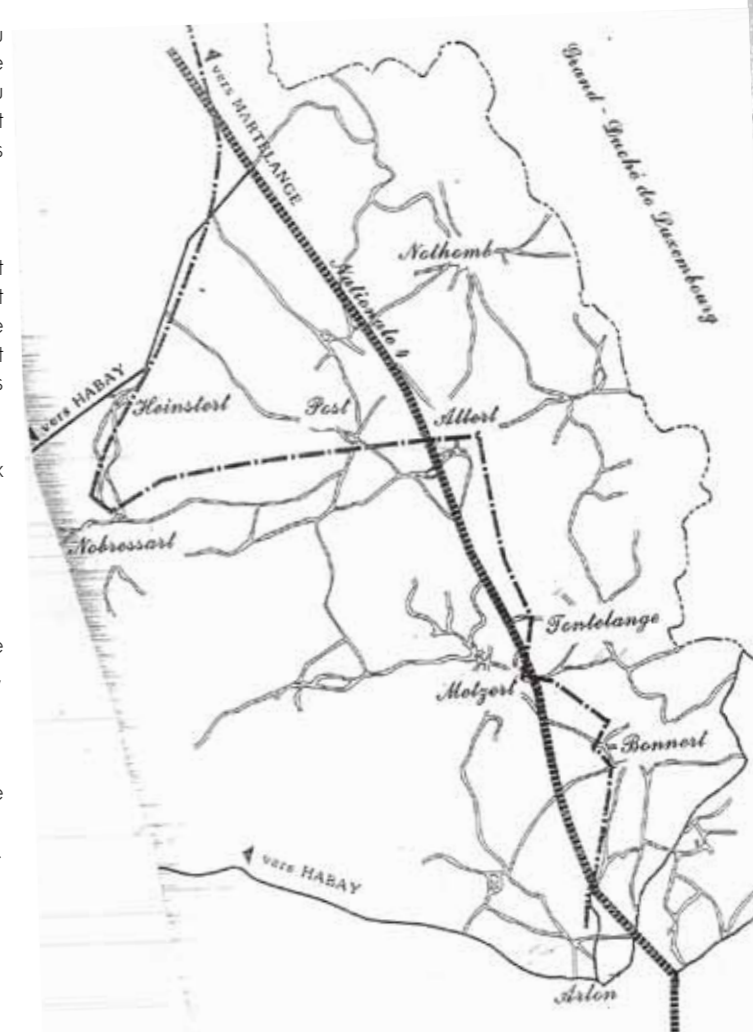 vers MARTELANGE
Grand-Duché de Luxembourg
Nothomb
Nationale 4
vers HABAY
Heinstert
Post
Attert
Nobressart
Tontelange
Metzert
Bonnert
vers HABAY
Arlon